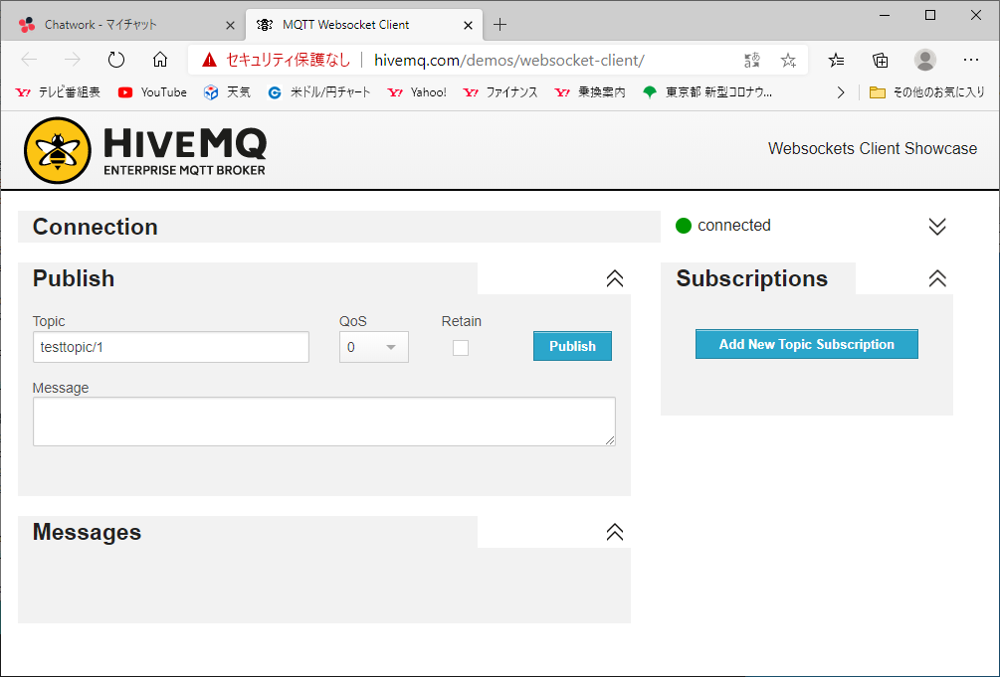 Chatwork - マイチャット
MQTT Websocket Client
セキュリティ保護なし | hivemq.com/demos/websocket-client/
テレビ番組表 YouTube 天気 米ドル/円チャート Yahoo! ファイナンス 乗換案内 東京都 新型コロナウ... その他のお気に入り
HIVEMQ
ENTERPRISE MQTT BROKER
Websockets Client Showcase
Connection
connected
Publish
Topic QoS Retain
testtopic/1 0 Publish
Message
Subscriptions
Add New Topic Subscription
Messages